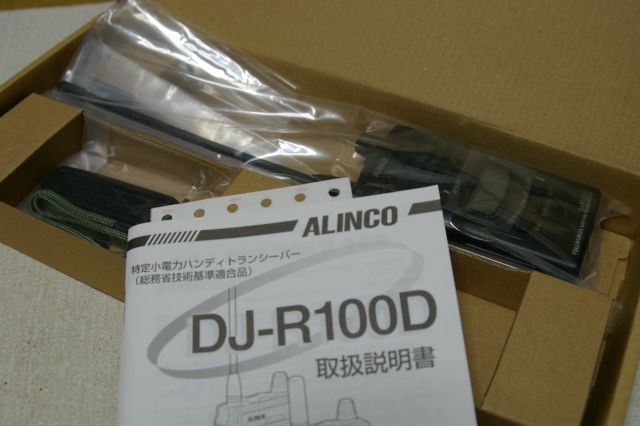 ALINCO
特定小電力ハンディトランシーバー
（総務省技術基準適合品）
DJ-R100D
取扱説明書
ALINCO